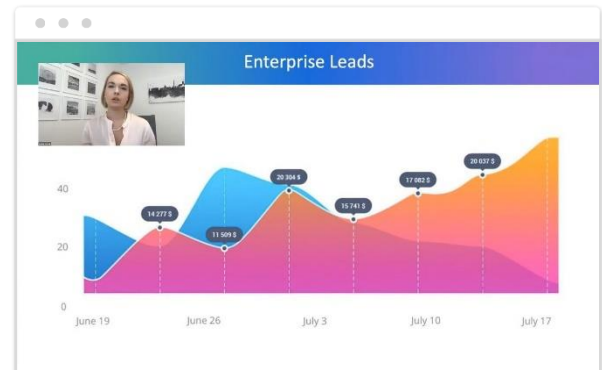 Enterprise Leads
20 304 $
20 037 $
17 082 $
14 277 $
15 741 $
11 509 $
40
20
0
June 19
June 26
July 3
July 10
July 17